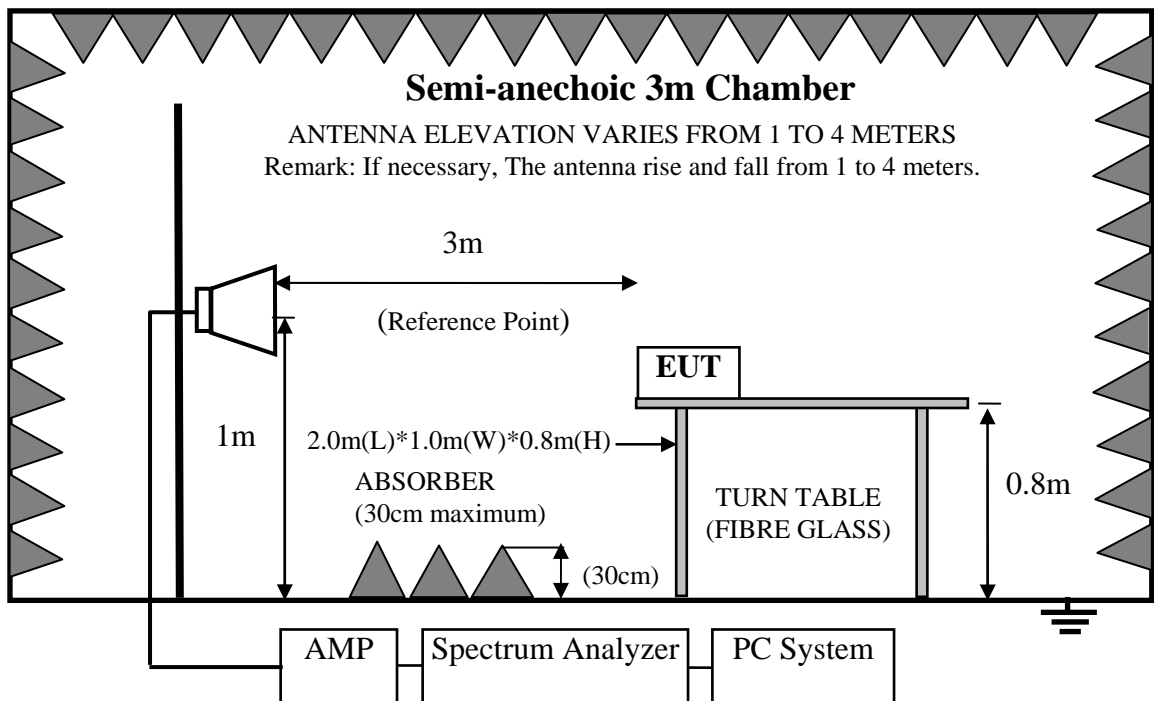 Semi-anechoic 3m Chamber
ANTENNA ELEVATION VARIES FROM 1 TO 4 METERS
Remark: If necessary, The antenna rise and fall from 1 to 4 meters.
3m
(Reference Point)
EUT
1m
2.0m(L)*1.0m(W)*0.8m(H)
ABSORBER
(30cm maximum)
TURN TABLE
(FIBRE GLASS)
0.8m
(30cm)
AMP
Spectrum Analyzer
PC System